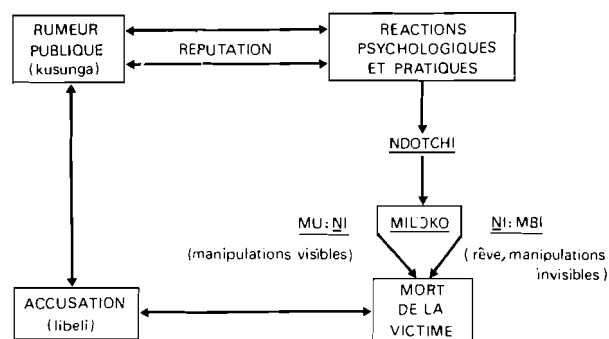 RUMEUR
PUBLIQUE
(kusunga)
REPUTATION
REACTIONS
PSYCHOLOGIQUES
ET PRATIQUES
NDOTCHI
MU:NI
(manipulations visibles)
MILOKO
NI:MBI
(rêve, manipulations
invisibles)
ACCUSATION
(libeli)
MORT
DE LA
VICTIME